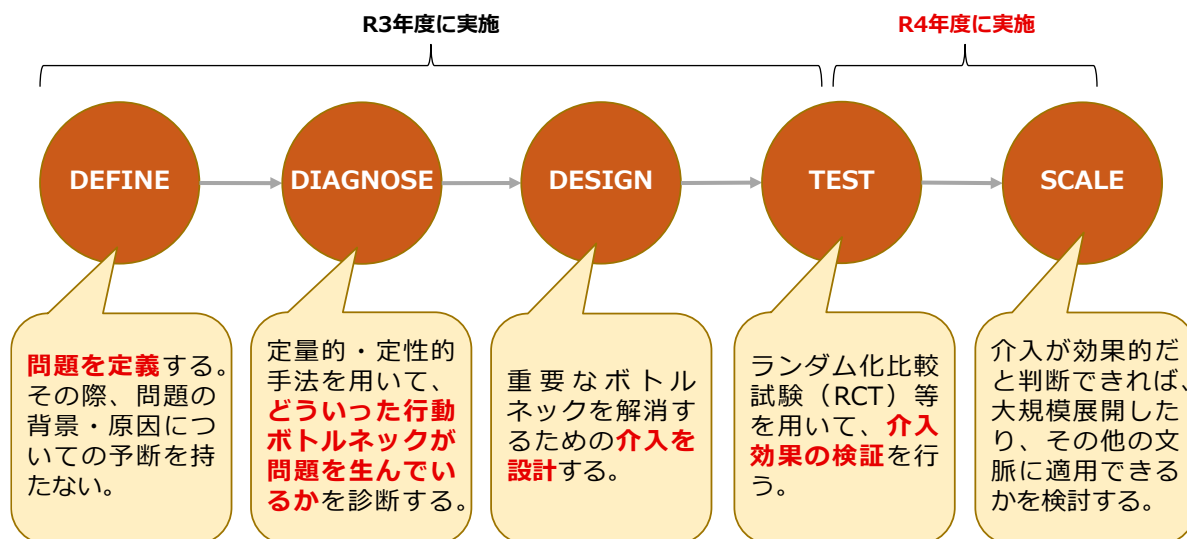 R3年度に実施
R4年度に実施
DEFINE
DIAGNOSE
DESIGN
TEST
SCALE
問題を定義する。
その際、問題の
背景・原因につ
いての予断を持
たない。
定量的・定性的
手法を用いて、
どういった行動
ボトルネックが
問題を生んでい
るかを診断する。
重要なボトル
ネックを解消す
るための介入を
設計する。
ランダム化比較
試験（RCT）等
を用いて、介入
効果の検証を行
う。
介入が効果的だ
と判断できれば、
大規模展開した
り、その他の文
脈に適用できる
かを検討する。